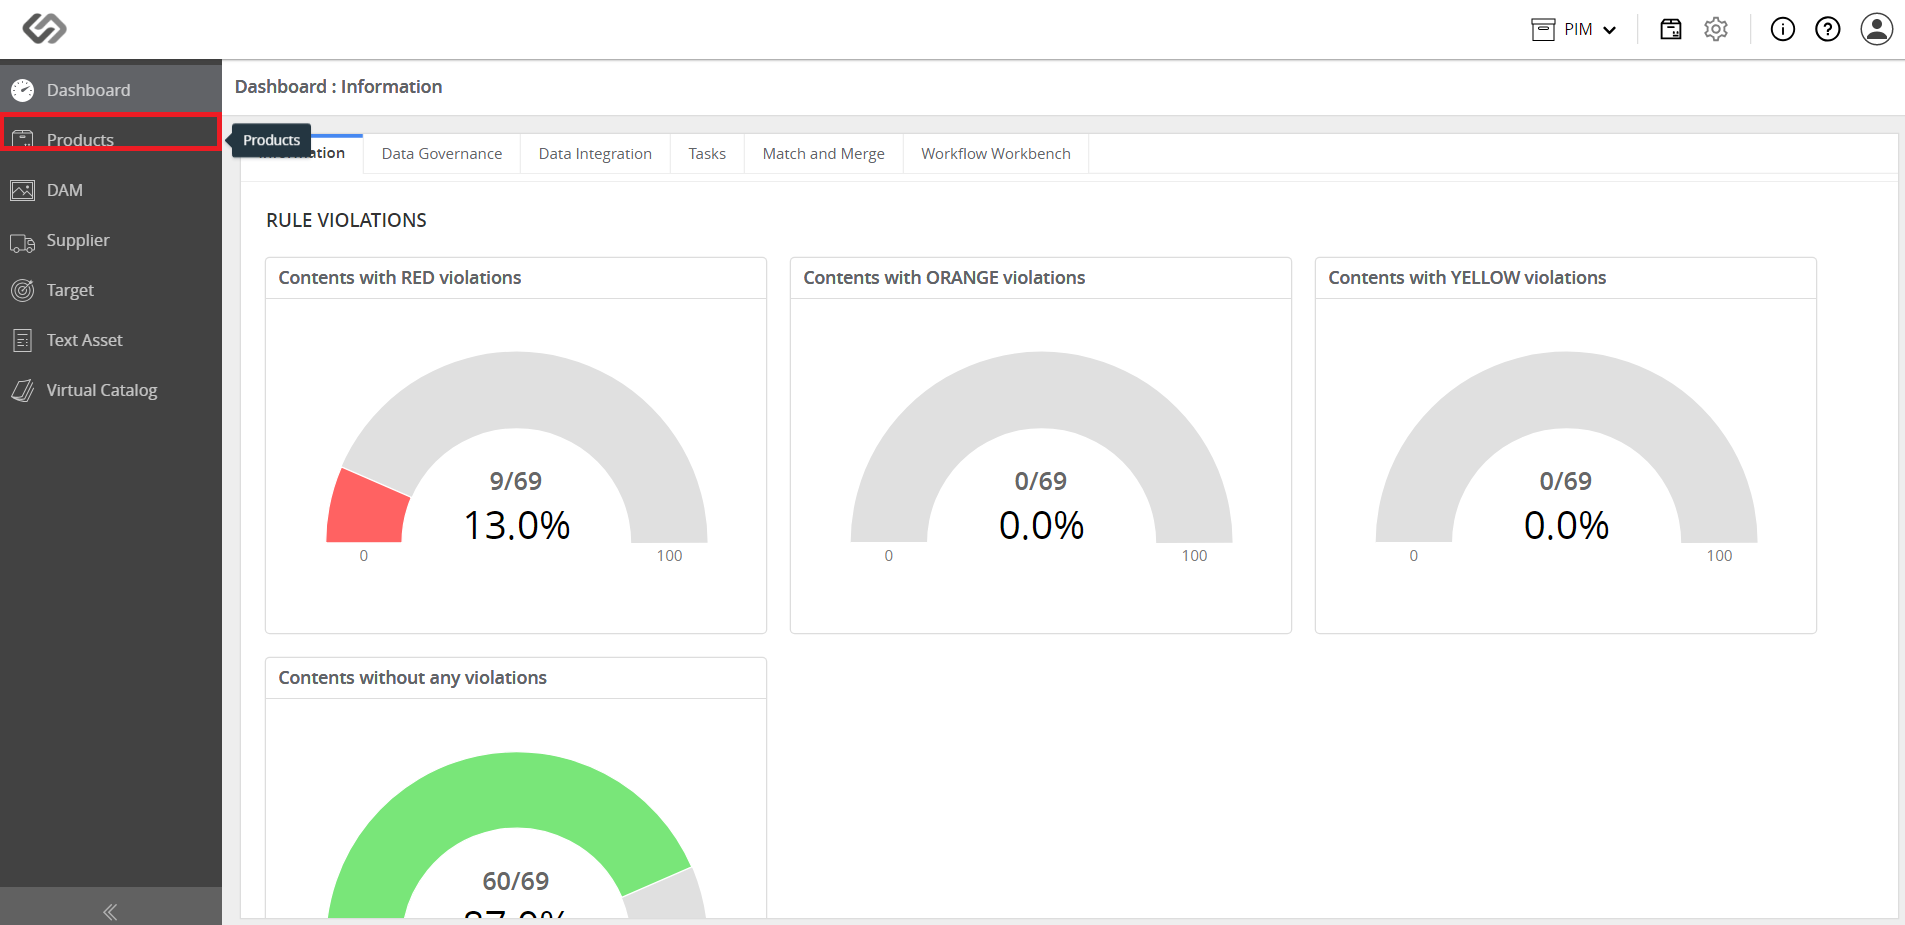 PIM
Dashboard
Products
DAM
Supplier
Target
Text Asset
Virtual Catalog
Dashboard : Information
Products
Data Governance
Data Integration
Tasks
Match and Merge
Workflow Workbench
RULE VIOLATIONS
Contents with RED violations
9/69
13.0%
0
100
Contents with ORANGE violations
0/69
0.0%
0
100
Contents with YELLOW violations
0/69
0.0%
0
100
Contents without any violations
60/69
87.0%